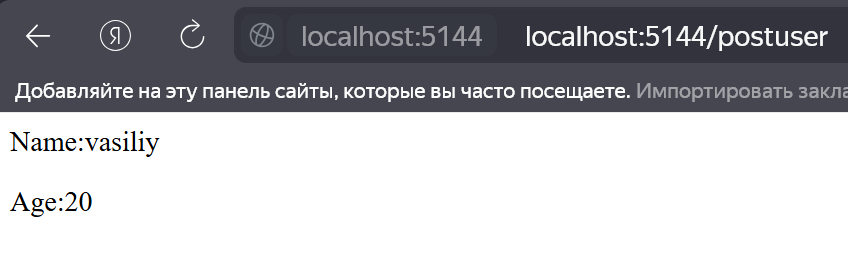 Я localhost:5144 localhost:5144/postuser
Добавляйте на эту панель сайты, которые вы часто посещаете. Импортировать закла
Name:vasiliy
Age:20